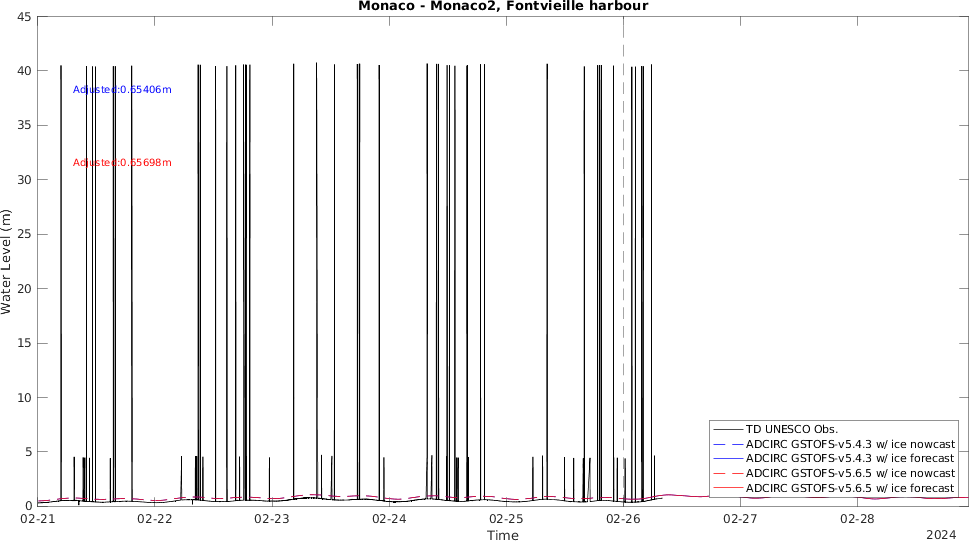 Monaco - Monaco2, Fontvieille harbour
45
40
35
30
25
20
15
10
5
0
Water Level (m)
Adjusted:0.65406m
Adjusted:0.65698m
TD UNESCO Obs.
ADCIRC GSTOFS-v5.4.3 w/ ice nowcast
ADCIRC GSTOFS-v5.4.3 w/ ice forecast
ADCIRC GSTOFS-v5.6.5 w/ ice nowcast
ADCIRC GSTOFS-v5.6.5 w/ ice forecast
02-21 02-22 02-23 02-24 02-25 02-26 02-27 02-28
Time
2024